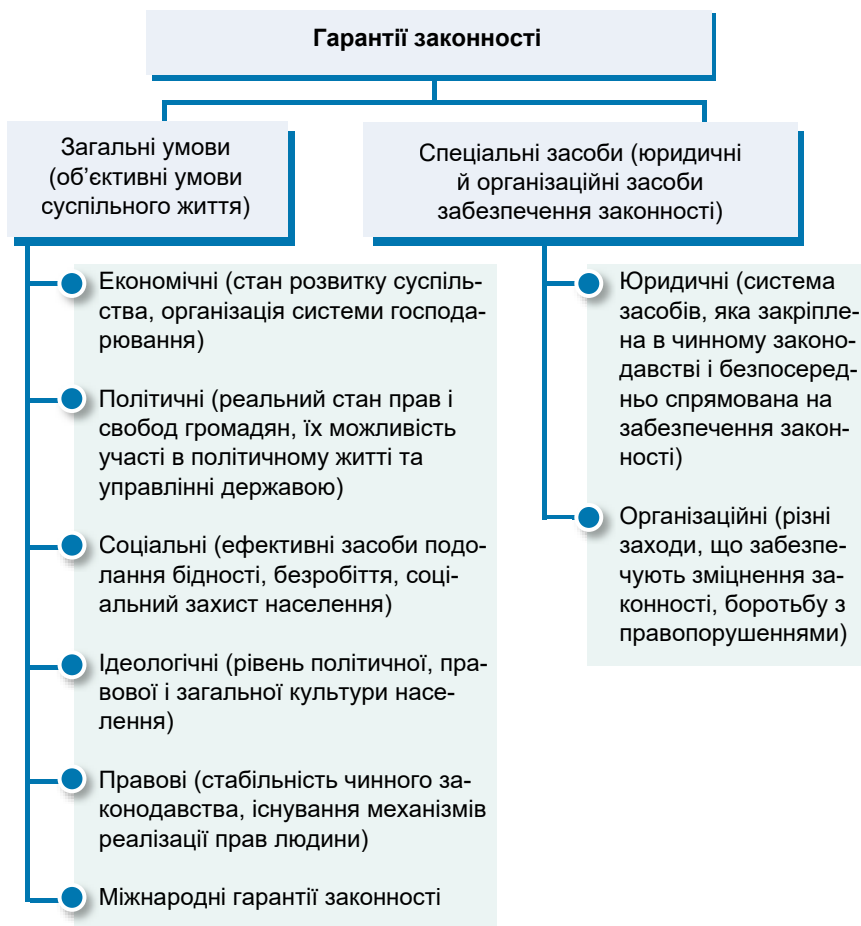 Гарантії законності
Загальні умови
(об’єктивні умови
суспільного життя)
Спеціальні засоби (юридичні
й організаційні засоби
забезпечення законності)
Економічні (стан розвитку суспіль-
ства, організація системи господа-
рювання)
Політичні (реальний стан прав і
свобод громадян, їх можливість
участі в політичному житті та
управлінні державою)
Соціальні (ефективні засоби подо-
лання бідності, безробіття, соці-
альний захист населення)
Ідеологічні (рівень політичної, пра-
вової і загальної культури насе-
лення)
Правові (стабільність чинного за-
конодавства, існування механізмів
реалізації прав людини)
Міжнародні гарантії законності
Юридичні (система
засобів, яка закріпле-
на в чинному законо-
давстві і безпосеред-
ньо спрямована на
забезпечення закон-
ності)
Організаційні (різні
заходи, що забезпе-
чують зміцнення за-
конності, боротьбу з
правопорушеннями)